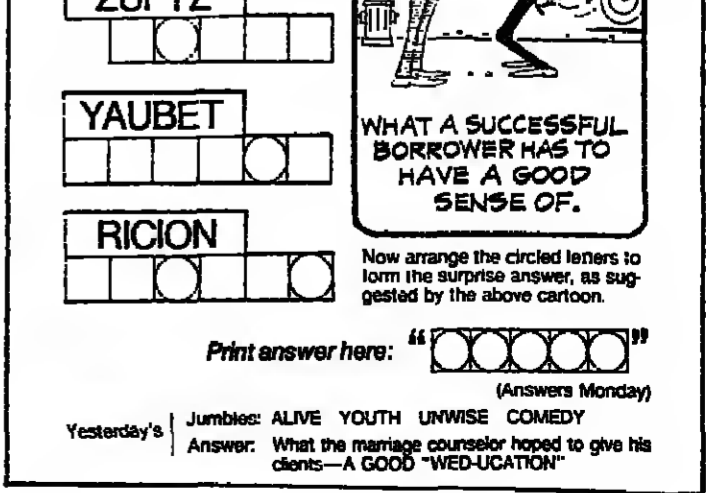 YAUBET
RICION
WHAT A SUCCESSFUL
BORROWER HAS TO
HAVE A GOOD
SENSE OF.
Now arrange the circled letters to
form the surprise answer, as sug-
gested by the above cartoon.
Print answer here: “ ”
(Answers Monday)
Yesterday's
Jumbles: ALIVE YOUTH UNWISE COMEDY
Answer: What the marriage counselor hoped to give his
clients—A GOOD "WED-UCATION"